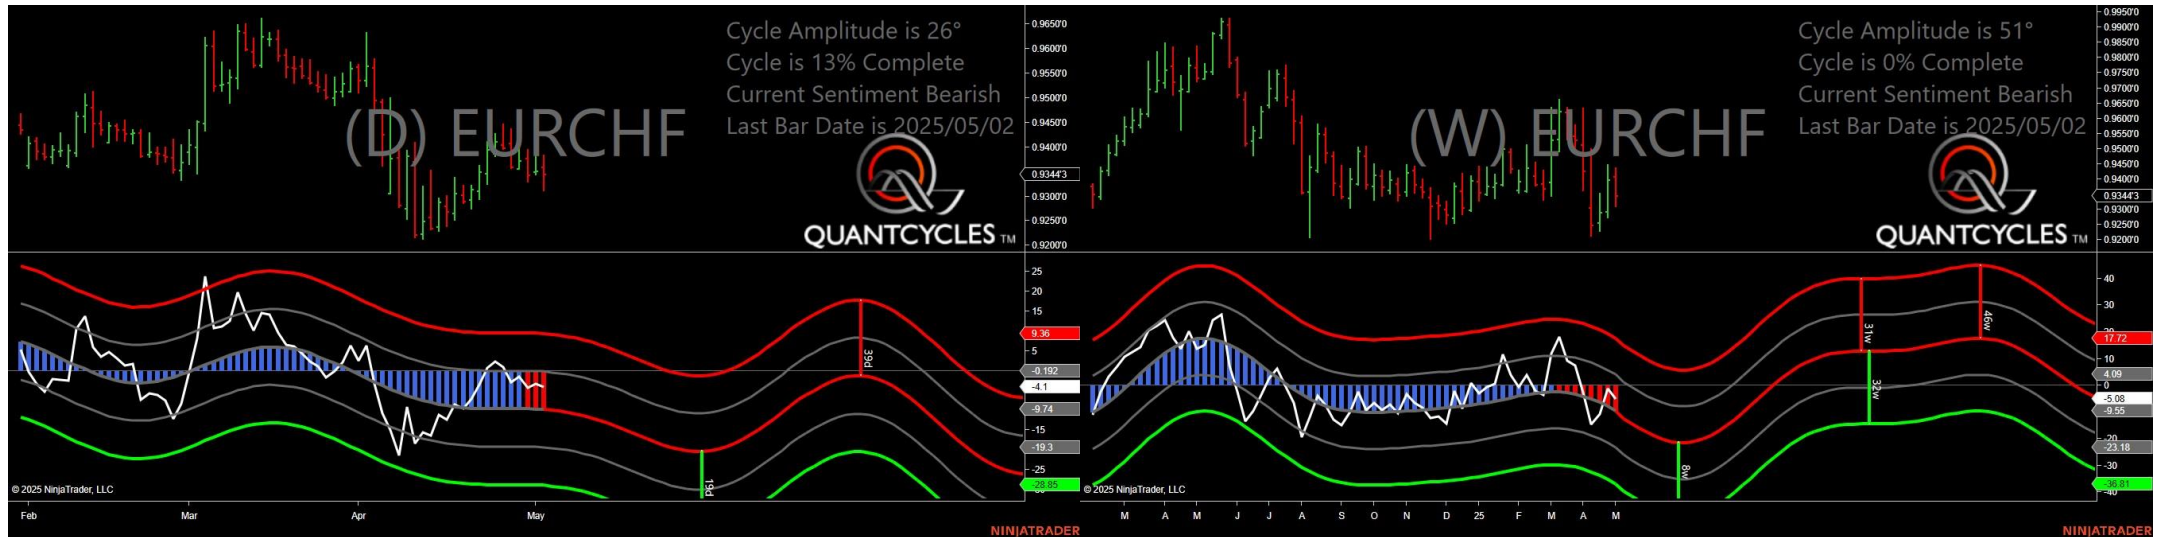 Cycle Amplitude is 26°
Cycle is 13% Complete
Current Sentiment Bearish
Last Bar Date is 2025/05/02
(D) EURCHF
QUANTCYCLES TM
0.9650'0
0.9600'0
0.9550'0
0.9500'0
0.9450'0
0.9400'0
0.9344'3
0.9300'0
0.9250'0
0.9200'0
25
20
15
9.36
5
-0.192
-4.1
-9.74
-15
-19.3
-25
-28.85
39d
19d
© 2025 NinjaTrader, LLC
Feb
Mar
Apr
May
NINJATRADER
Cycle Amplitude is 51°
Cycle is 0% Complete
Current Sentiment Bearish
Last Bar Date is 2025/05/02
(W) EURCHF
QUANTCYCLES TM
0.9950'0
0.9900'0
0.9850'0
0.9800'0
0.9750'0
0.9700'0
0.9650'0
0.9600'0
0.9550'0
0.9500'0
0.9450'0
0.9400'0
0.9344'3
0.9300'0
0.9250'0
0.9200'0
40
30
17.72
10
4.09
0
-5.08
-9.55
-20
-23.18
-30
-36.81
-40
31w
46w
32w
8w
© 2025 NinjaTrader, LLC
M
A
M
J
J
A
S
O
N
D
25
F
M
A
M
NINJATRADER